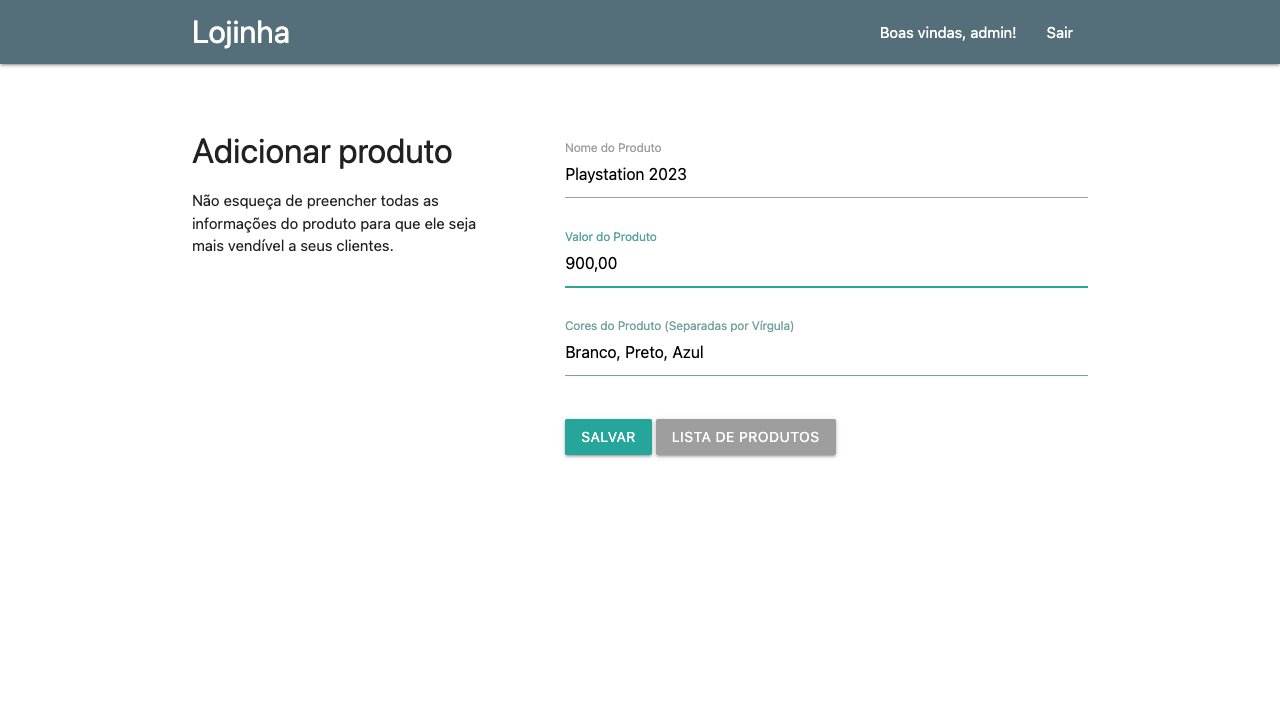 Lojinha
Boas vindas, admin!
Sair
Adicionar produto
Não esqueça de preencher todas as
informações do produto para que ele seja
mais vendível a seus clientes.
Nome do Produto
Playstation 2023
Valor do Produto
900,00
Cores do Produto (Separadas por Vírgula)
Branco, Preto, Azul
SALVAR
LISTA DE PRODUTOS